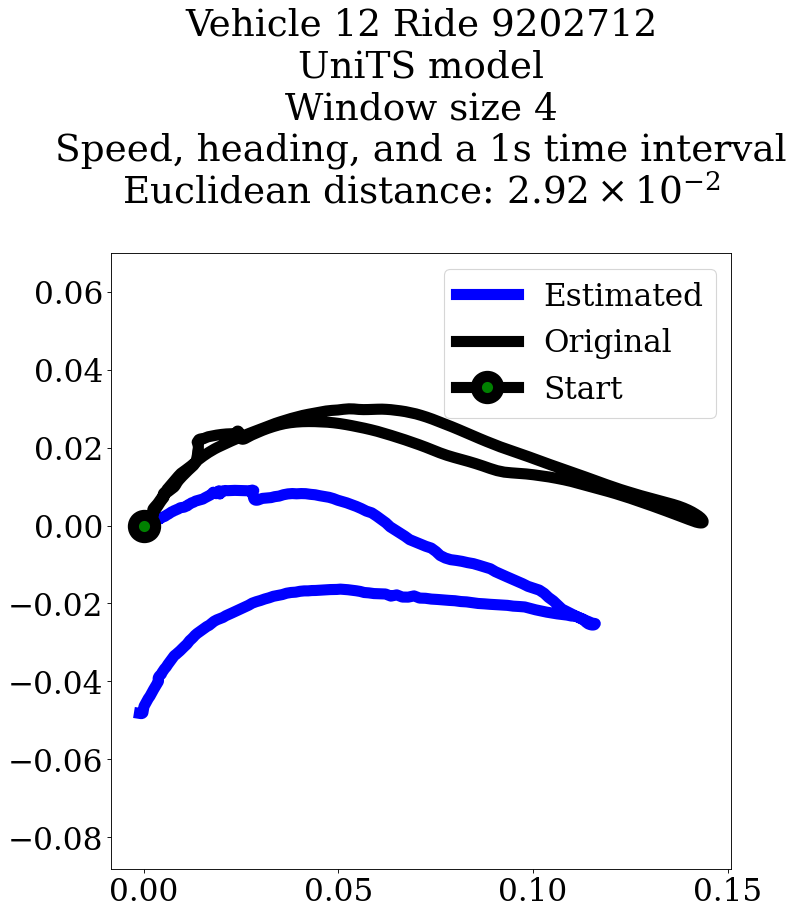 Vehicle 12 Ride 9202712
UniTS model
Window size 4
Speed, heading, and a 1s time interval
Euclidean distance: 2.92 × 10⁻²
Estimated
Original
Start
0.06
0.04
0.02
0.00
−0.02
−0.04
−0.06
−0.08
0.00 0.05 0.10 0.15